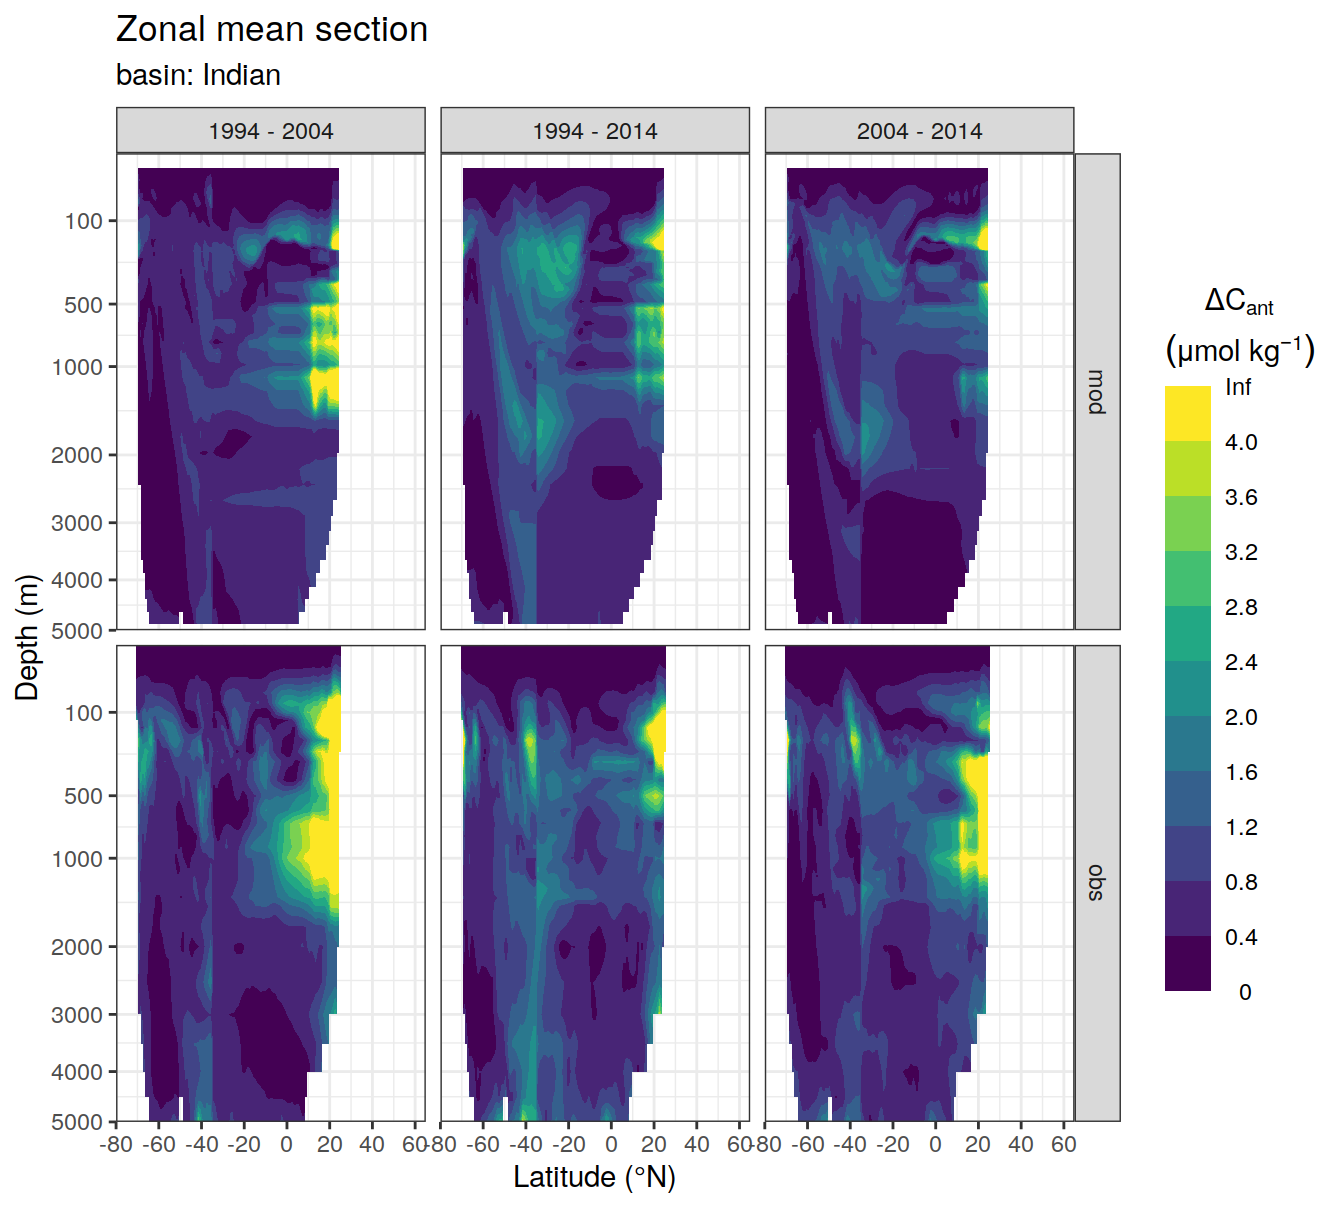 Zonal mean section
basin: Indian
1994 - 2004
1994 - 2014
2004 - 2014
mod
obs
Depth (m)
100
500
1000
2000
3000
4000
5000
100
500
1000
2000
3000
4000
5000
-80 -60 -40 -20 0 20 40 60
-80 -60 -40 -20 0 20 40 60
-80 -60 -40 -20 0 20 40 60
Latitude (°N)
ΔCant
(μmol kg−1)
Inf
4.0
3.6
3.2
2.8
2.4
2.0
1.6
1.2
0.8
0.4
0